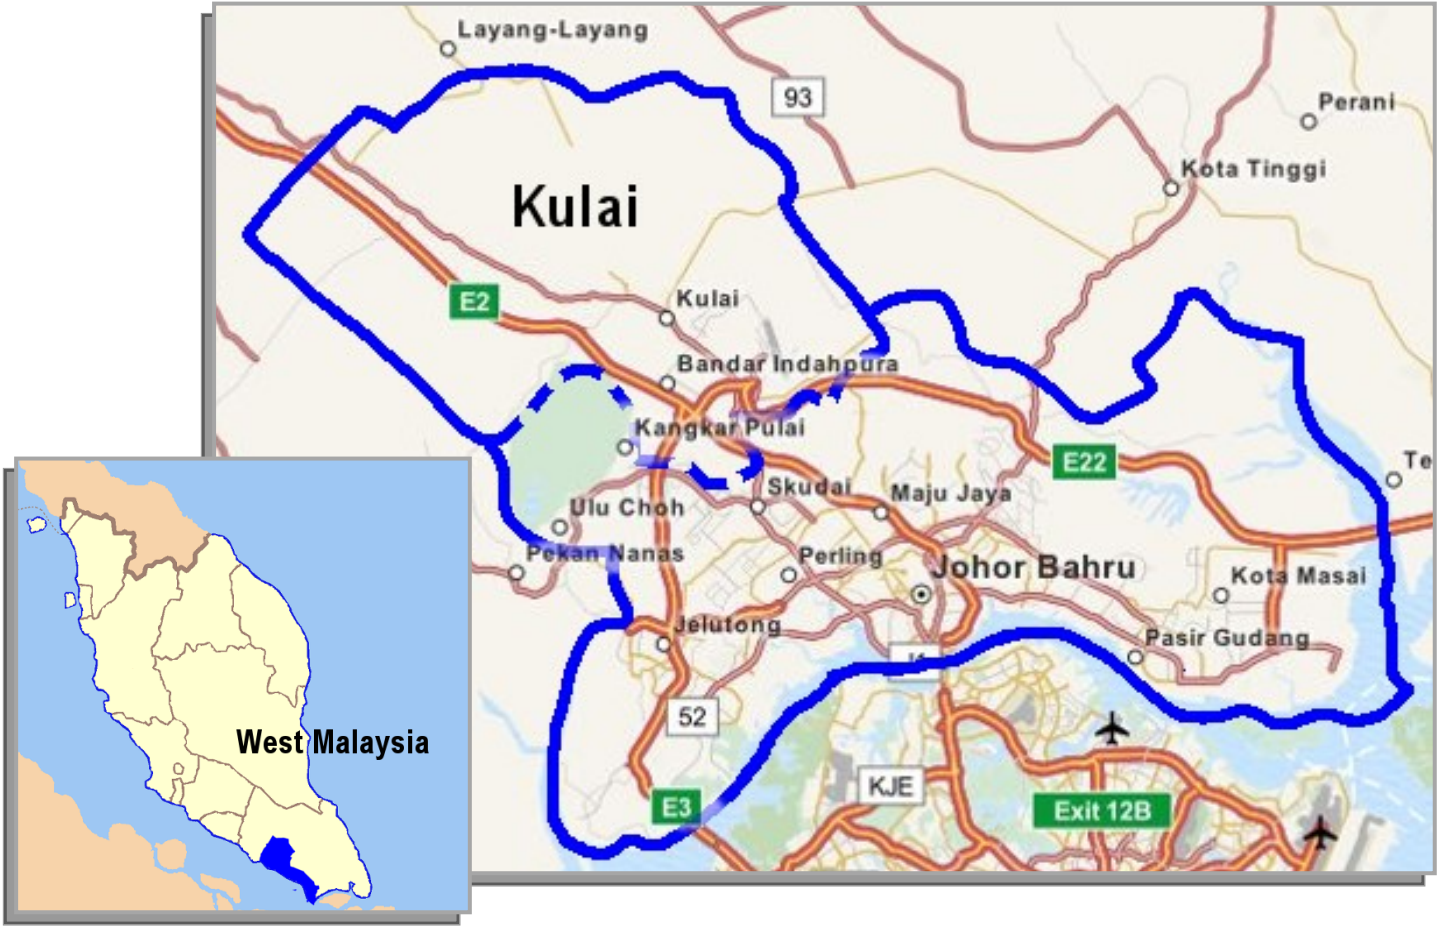 Layang-Layang
93
Perani
Kota Tinggi
Kulai
E2
Kulai
Bandar Indahpura
Kangkar Pulai
E22
Te
Skudai
Maju Jaya
Ulu Choh
Pekan Nanas
Perling
Johor Bahru
Kota Masai
Jelutong
Pasir Gudang
52
KJE
E3
Exit 12B
West Malaysia